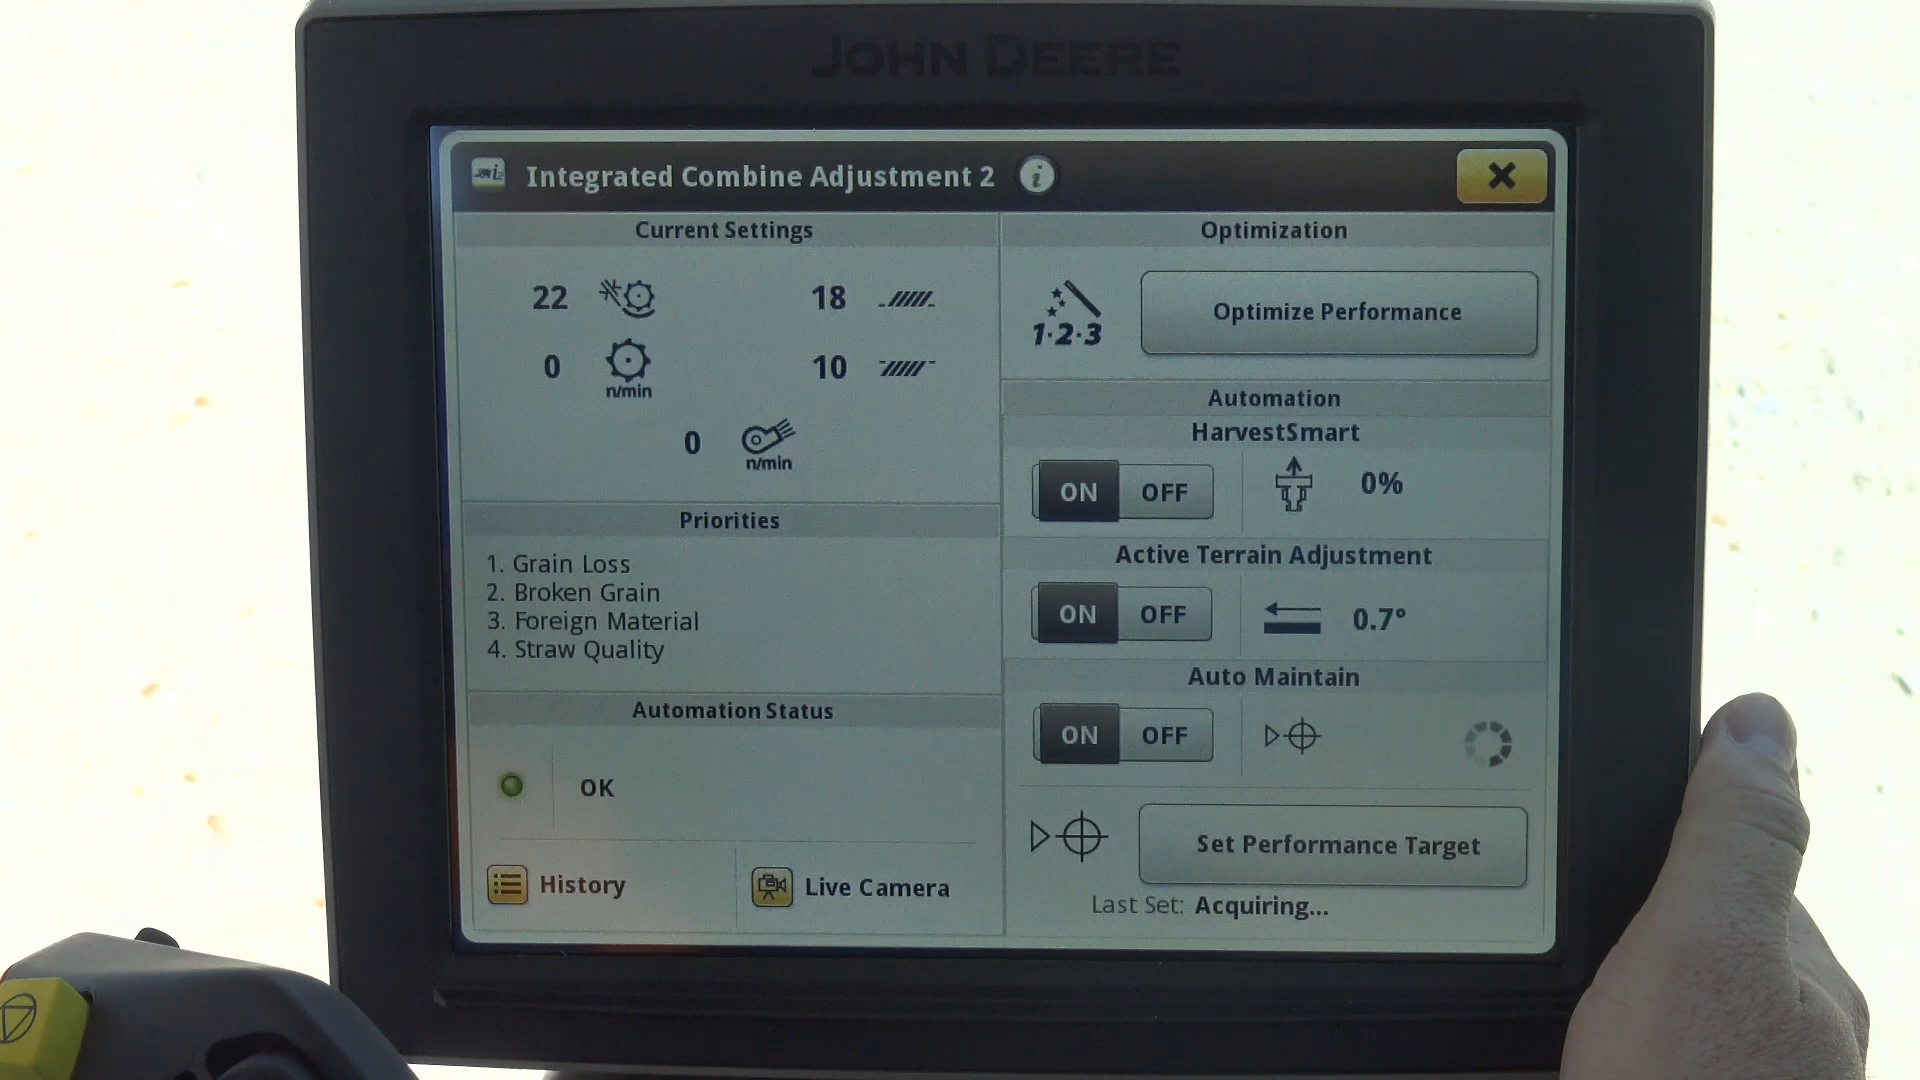 JOHN DEERE
Integrated Combine Adjustment 2
i
Current Settings
22
18
0
n/min
10
0
n/min
Priorities
1. Grain Loss
2. Broken Grain
3. Foreign Material
4. Straw Quality
Automation Status
OK
History
Live Camera
Optimization
1·2·3
Optimize Performance
Automation
HarvestSmart
ON OFF
0%
Active Terrain Adjustment
ON OFF
0.7°
Auto Maintain
ON OFF
Set Performance Target
Last Set: Acquiring...